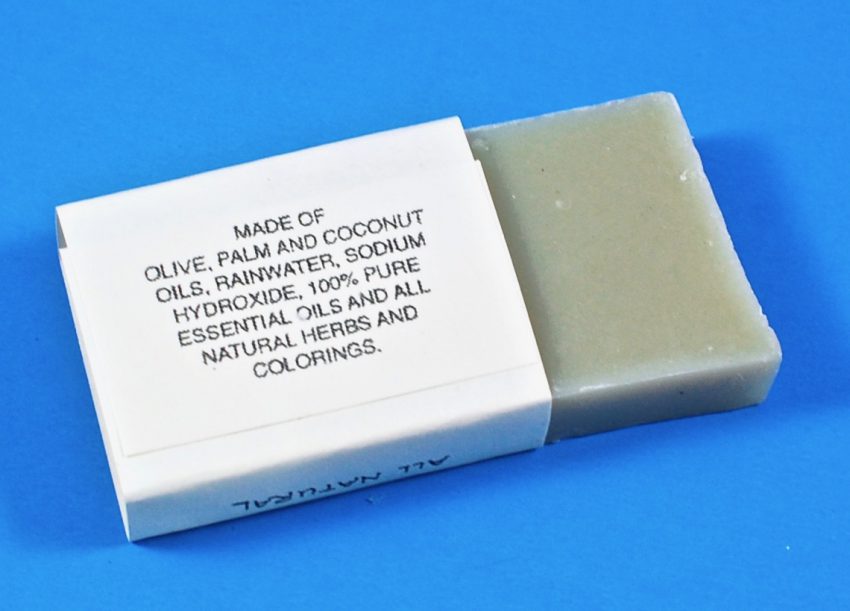 MADE OF
OLIVE, PALM AND COCONUT
OILS, RAINWATER, SODIUM
HYDROXIDE, 100% PURE
ESSENTIAL OILS AND ALL
NATURAL HERBS AND
COLORINGS.
ALL NATURAL